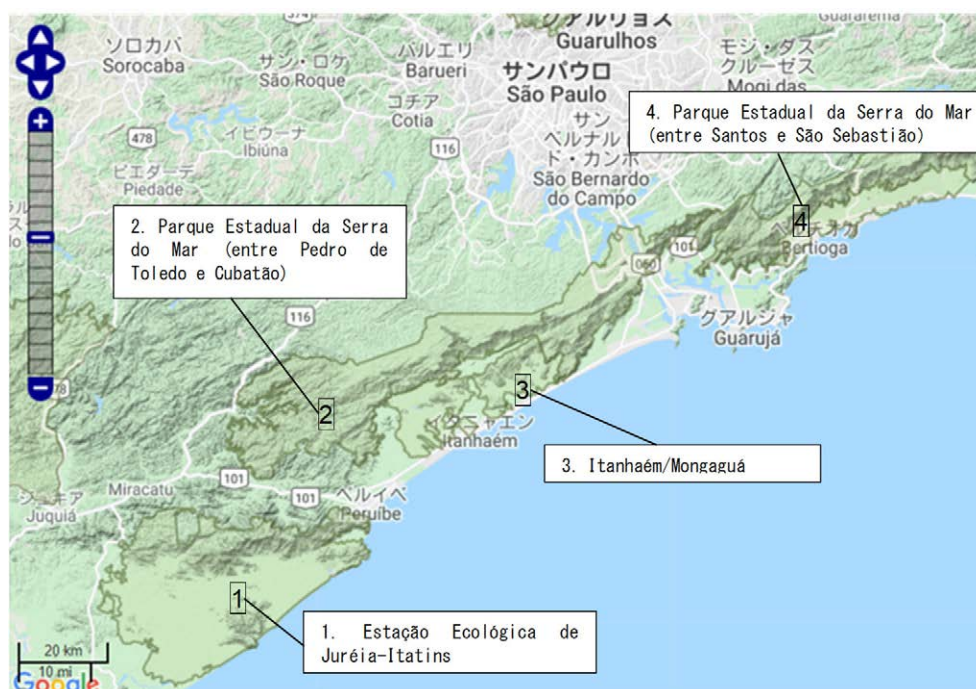 グアルリョス
Guarulhos
Guararema
ソロカバ
Sorocaba
374
サン・ロケ
São Roque
バルエリ
Barueri
サンパウロ
São Paulo
モジ・ダス
クルーゼス
Mogi das
コチア
Cotia
4. Parque Estadual da Serra do Mar
(entre Santos e São Sebastião)
478
イビウーナ
Ibiúna
116
サン
ベルナル
ド・カンポ
São Bernardo
do Campo
ピエダーデ
Piedade
2. Parque Estadual da Serra
do Mar (entre Pedro de
Toledo e Cubatão)
4
Bertioga
101
060
116
グアルジャ
Guarujá
2
3
イタニャエン
Itanhaém
3. Itanhaém/Mongaguá
Miracatu
101
101
ペルイベ
Peruíbe
Juquiá
1
1. Estação Ecológica de
Juréia-Itatins
20 km
10 mi
Google